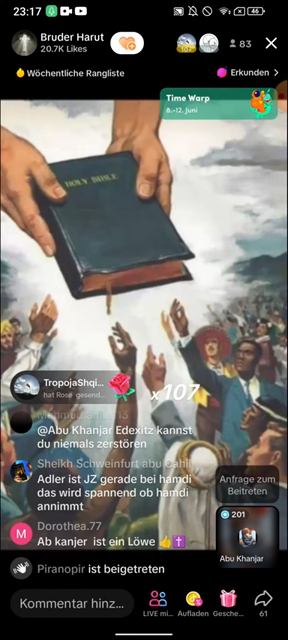 23:17
46
Bruder Harut
20.7K Likes
83
Wöchentliche Rangliste
Erkunden >
Time Warp
8.–12. Juni
HOLY BIBLE
TropojaShqi...
hat Rose gesend...
x107
@Abu Khanjar Edexitz kannst
du niemals zerstören
Sheikh Schweinfurt abu Dahil
Adler ist JZ gerade bei hamdi
das wird spannend ob hamdi
annimmt
Anfrage zum
Beitreten
201
Abu Khanjar
M
Dorothea.77
Ab kanjer ist ein Löwe 👍✝️
Piranopir ist beigetreten
Kommentar hinz...
LIVE mi...
Aufladen
Gesche...
61